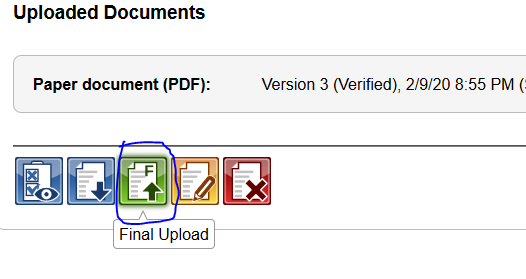 Uploaded Documents
Paper document (PDF): Version 3 (Verified), 2/9/20 8:55 PM (
F
Final Upload